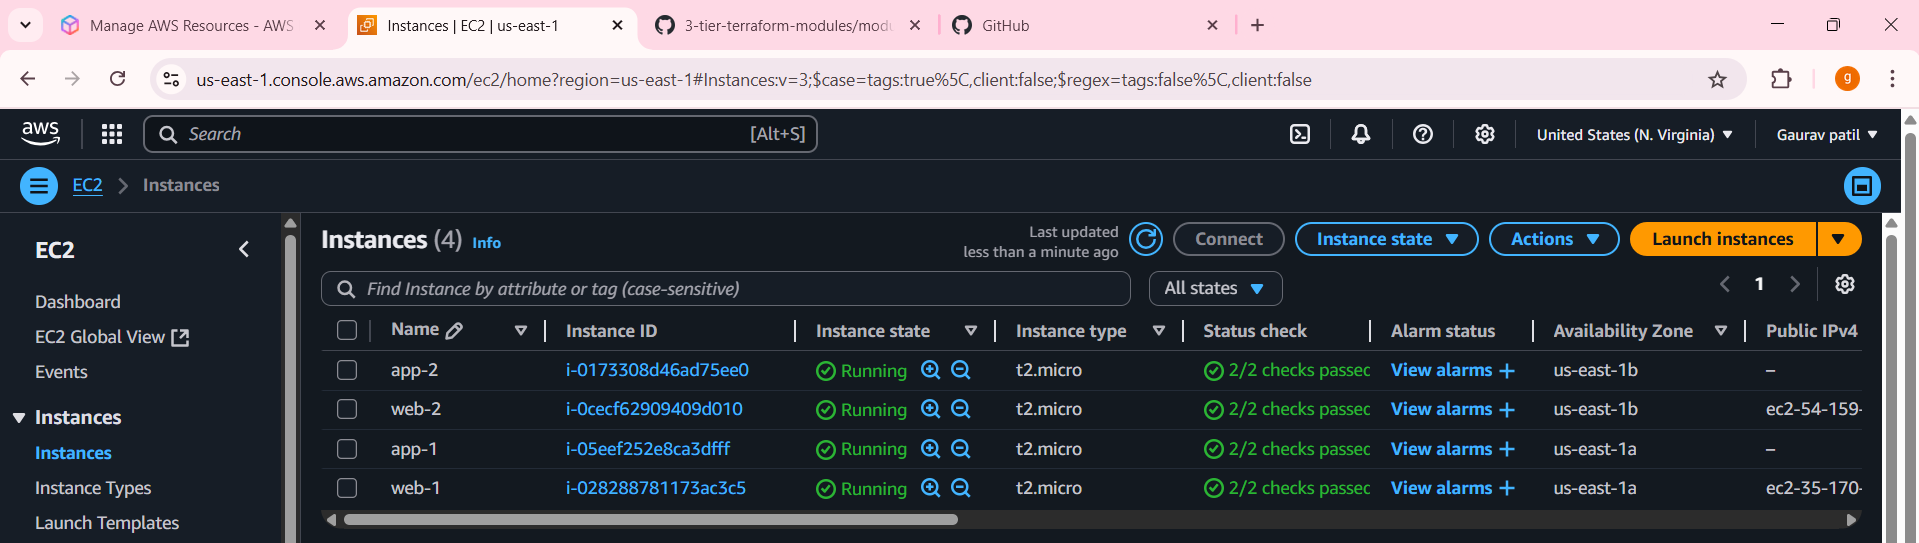 Manage AWS Resources - AWS
Instances | EC2 | us-east-1
3-tier-terraform-modules/modu
GitHub
us-east-1.console.aws.amazon.com/ec2/home?region=us-east-1#Instances:v=3;$case=tags:true%5C,client:false;$regex=tags:false%5C,client:false
g
aws
Search
[Alt+S]
United States (N. Virginia)
Gaurav patil
EC2
Instances
EC2
Dashboard
EC2 Global View
Events
Instances
Instances
Instance Types
Launch Templates
Instances (4) Info
Last updated
less than a minute ago
Connect
Instance state
Actions
Launch instances
Find Instance by attribute or tag (case-sensitive)
All states
1
Name Instance ID Instance state Instance type Status check Alarm status Availability Zone Public IPv4
app-2 i-0173308d46ad75ee0 Running t2.micro 2/2 checks passec View alarms + us-east-1b –
web-2 i-0cecf62909409d010 Running t2.micro 2/2 checks passec View alarms + us-east-1b ec2-54-159-
app-1 i-05eef252e8ca3dfff Running t2.micro 2/2 checks passec View alarms + us-east-1a –
web-1 i-028288781173ac3c5 Running t2.micro 2/2 checks passec View alarms + us-east-1a ec2-35-170-